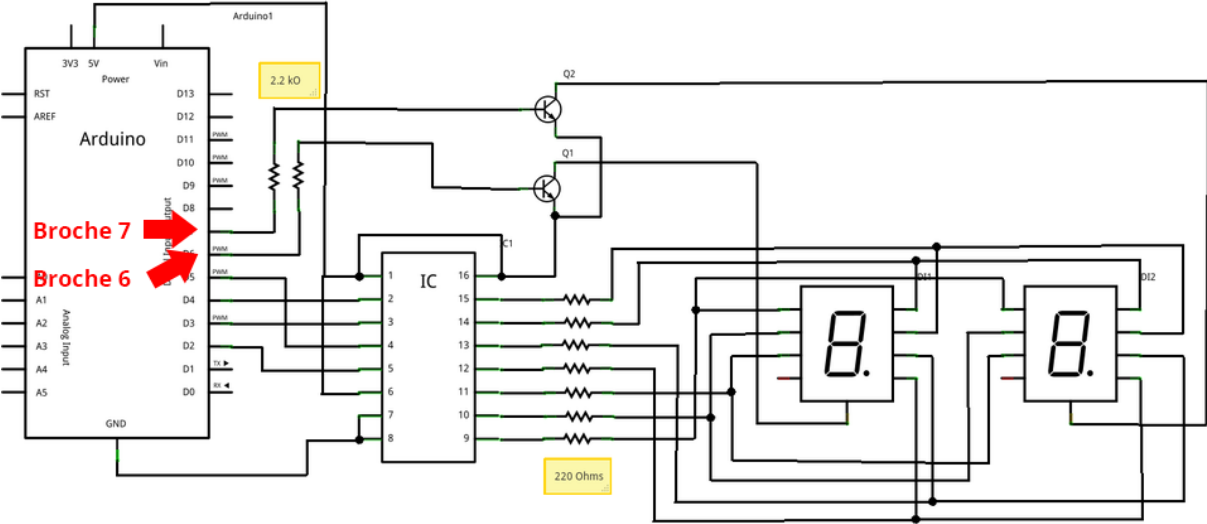 Arduino1
Q2
3V3 5V Vin
Power
2.2 kO
RST
AREF
Arduino
D13
D12
D11 PWM
D10 PWM
D9 PWM
D8
Q1
Broche 7
PWM
Broche 6
PWM
D4
D3 PWM
D2
D1 TX
D0 RX
A1
A2
A3
A4
A5
Analog Input
GND
C1
IC
1 16
2 15
3 14
4 13
5 12
6 11
7 10
8 9
220 Ohms
DI1
DI2
8.
8.